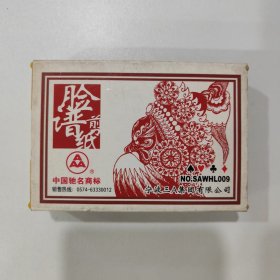 脸谱
剪纸
中国驰名商标
销售热线: 0574-63330012
NO.SAWHL009
宁波三A集团有限公司